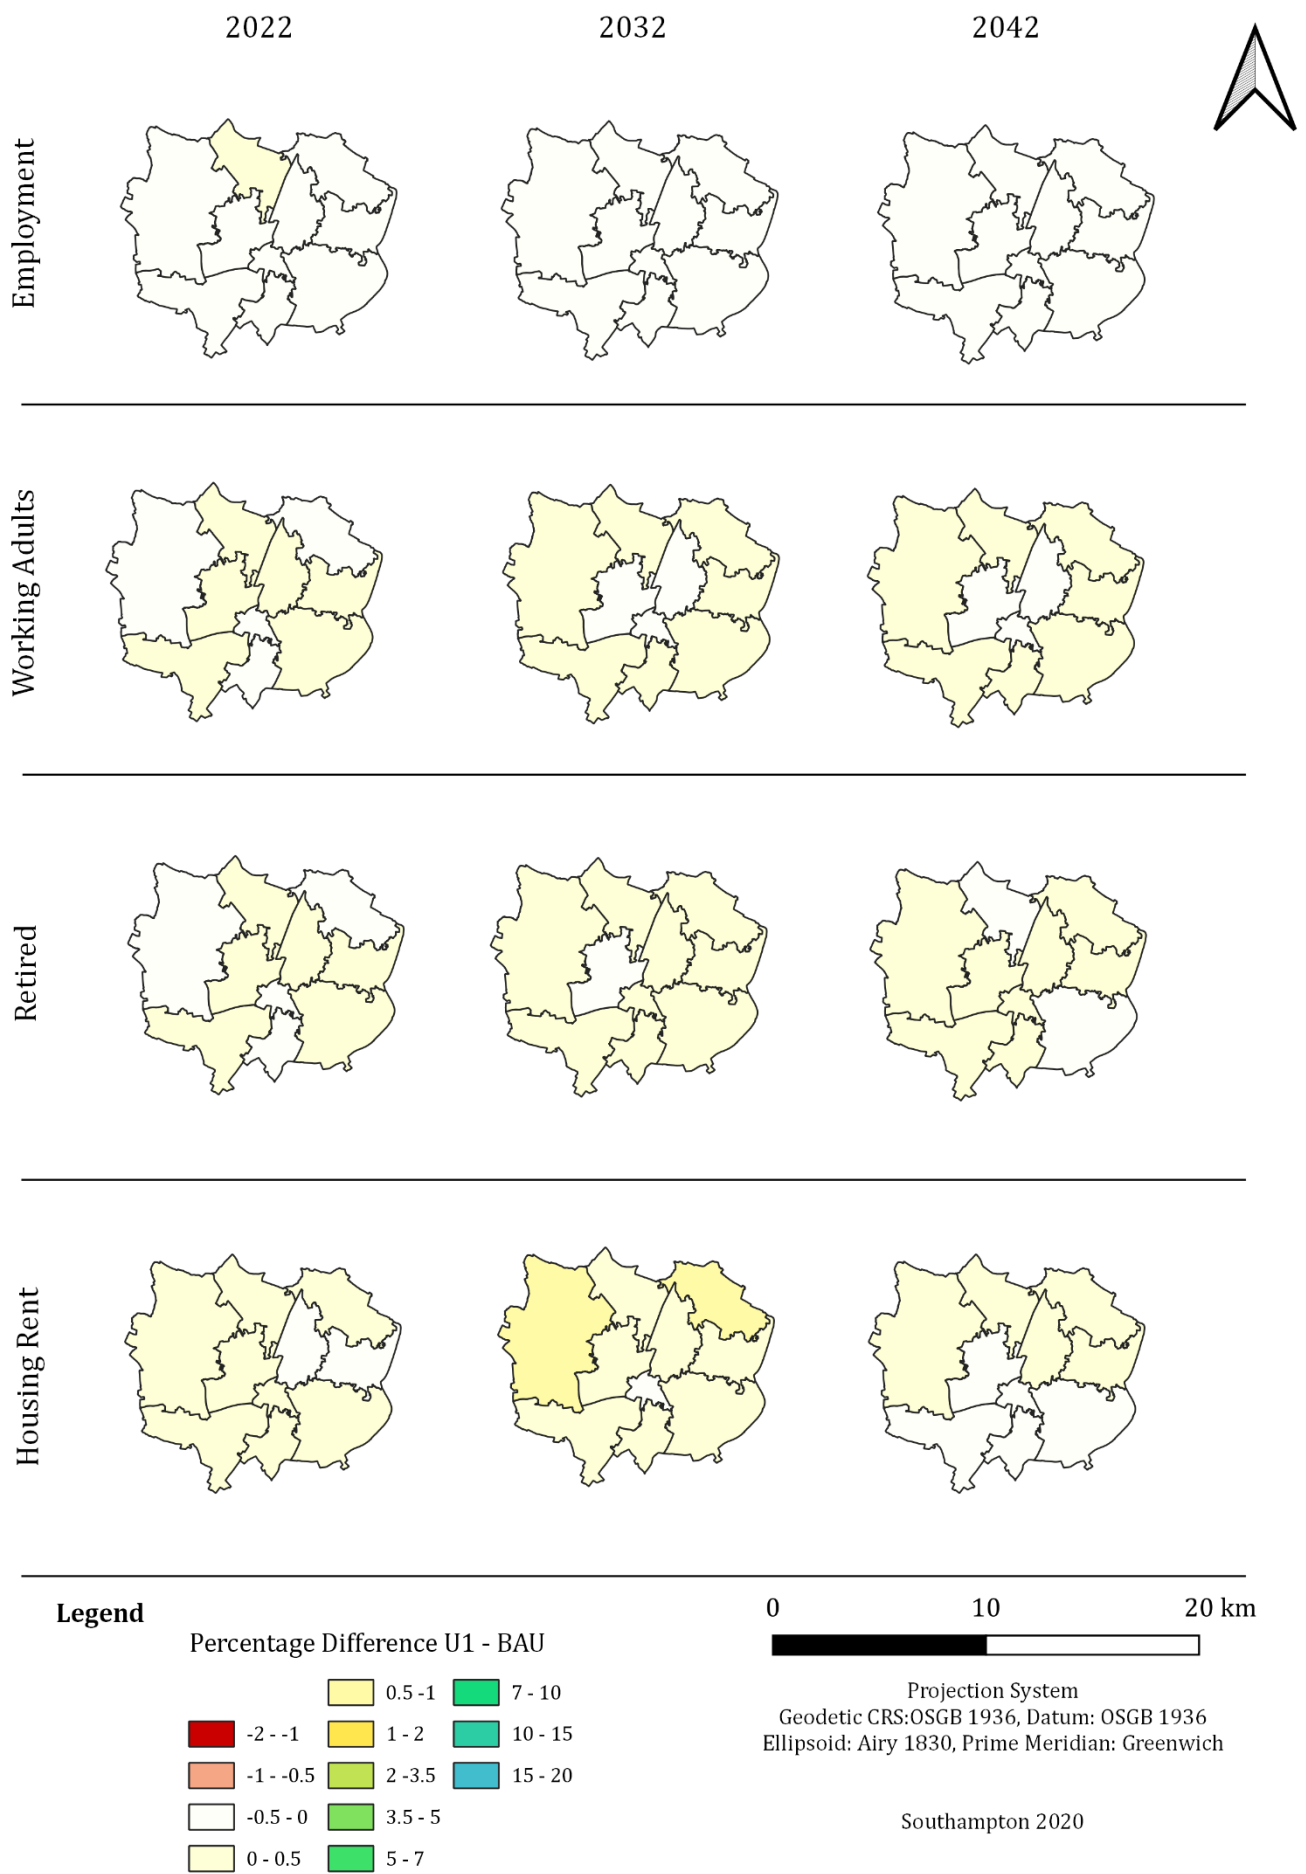 2022 2032 2042
Employment
Working Adults
Retired
Housing Rent
Legend
Percentage Difference U1 - BAU
-2 - -1
-1 - -0.5
-0.5 - 0
0 - 0.5
0.5 -1
1 - 2
2 -3.5
3.5 - 5
5 - 7
7 - 10
10 - 15
15 - 20
0 10 20 km
Projection System
Geodetic CRS:OSGB 1936, Datum: OSGB 1936
Ellipsoid: Airy 1830, Prime Meridian: Greenwich
Southampton 2020